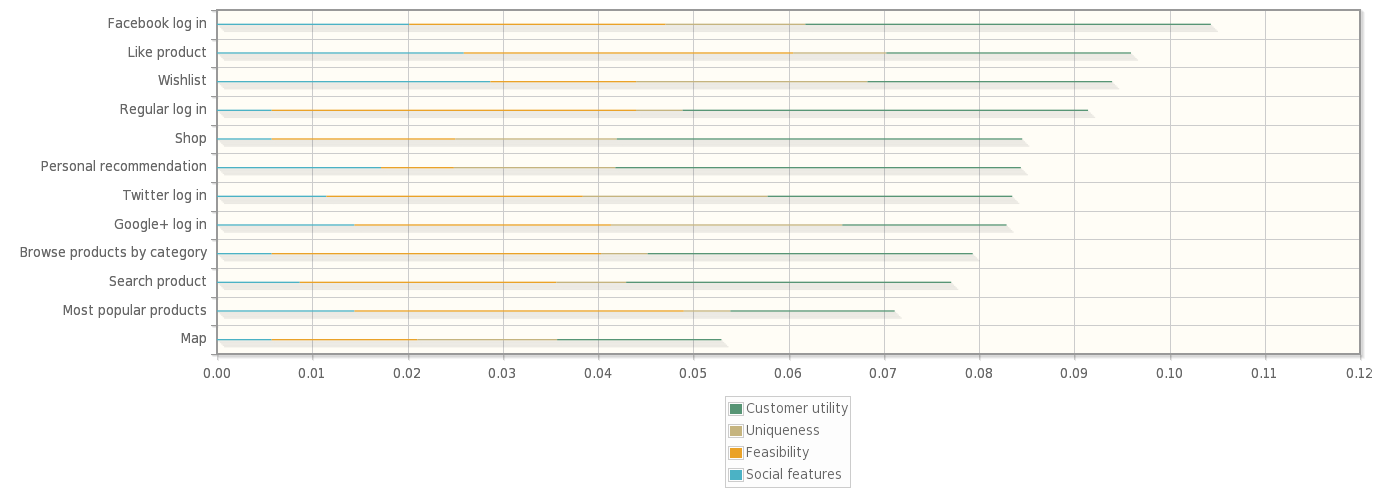 Facebook log in
Like product
Wishlist
Regular log in
Shop
Personal recommendation
Twitter log in
Google+ log in
Browse products by category
Search product
Most popular products
Map
0.00 0.01 0.02 0.03 0.04 0.05 0.06 0.07 0.08 0.09 0.10 0.11 0.12
Customer utility
Uniqueness
Feasibility
Social features